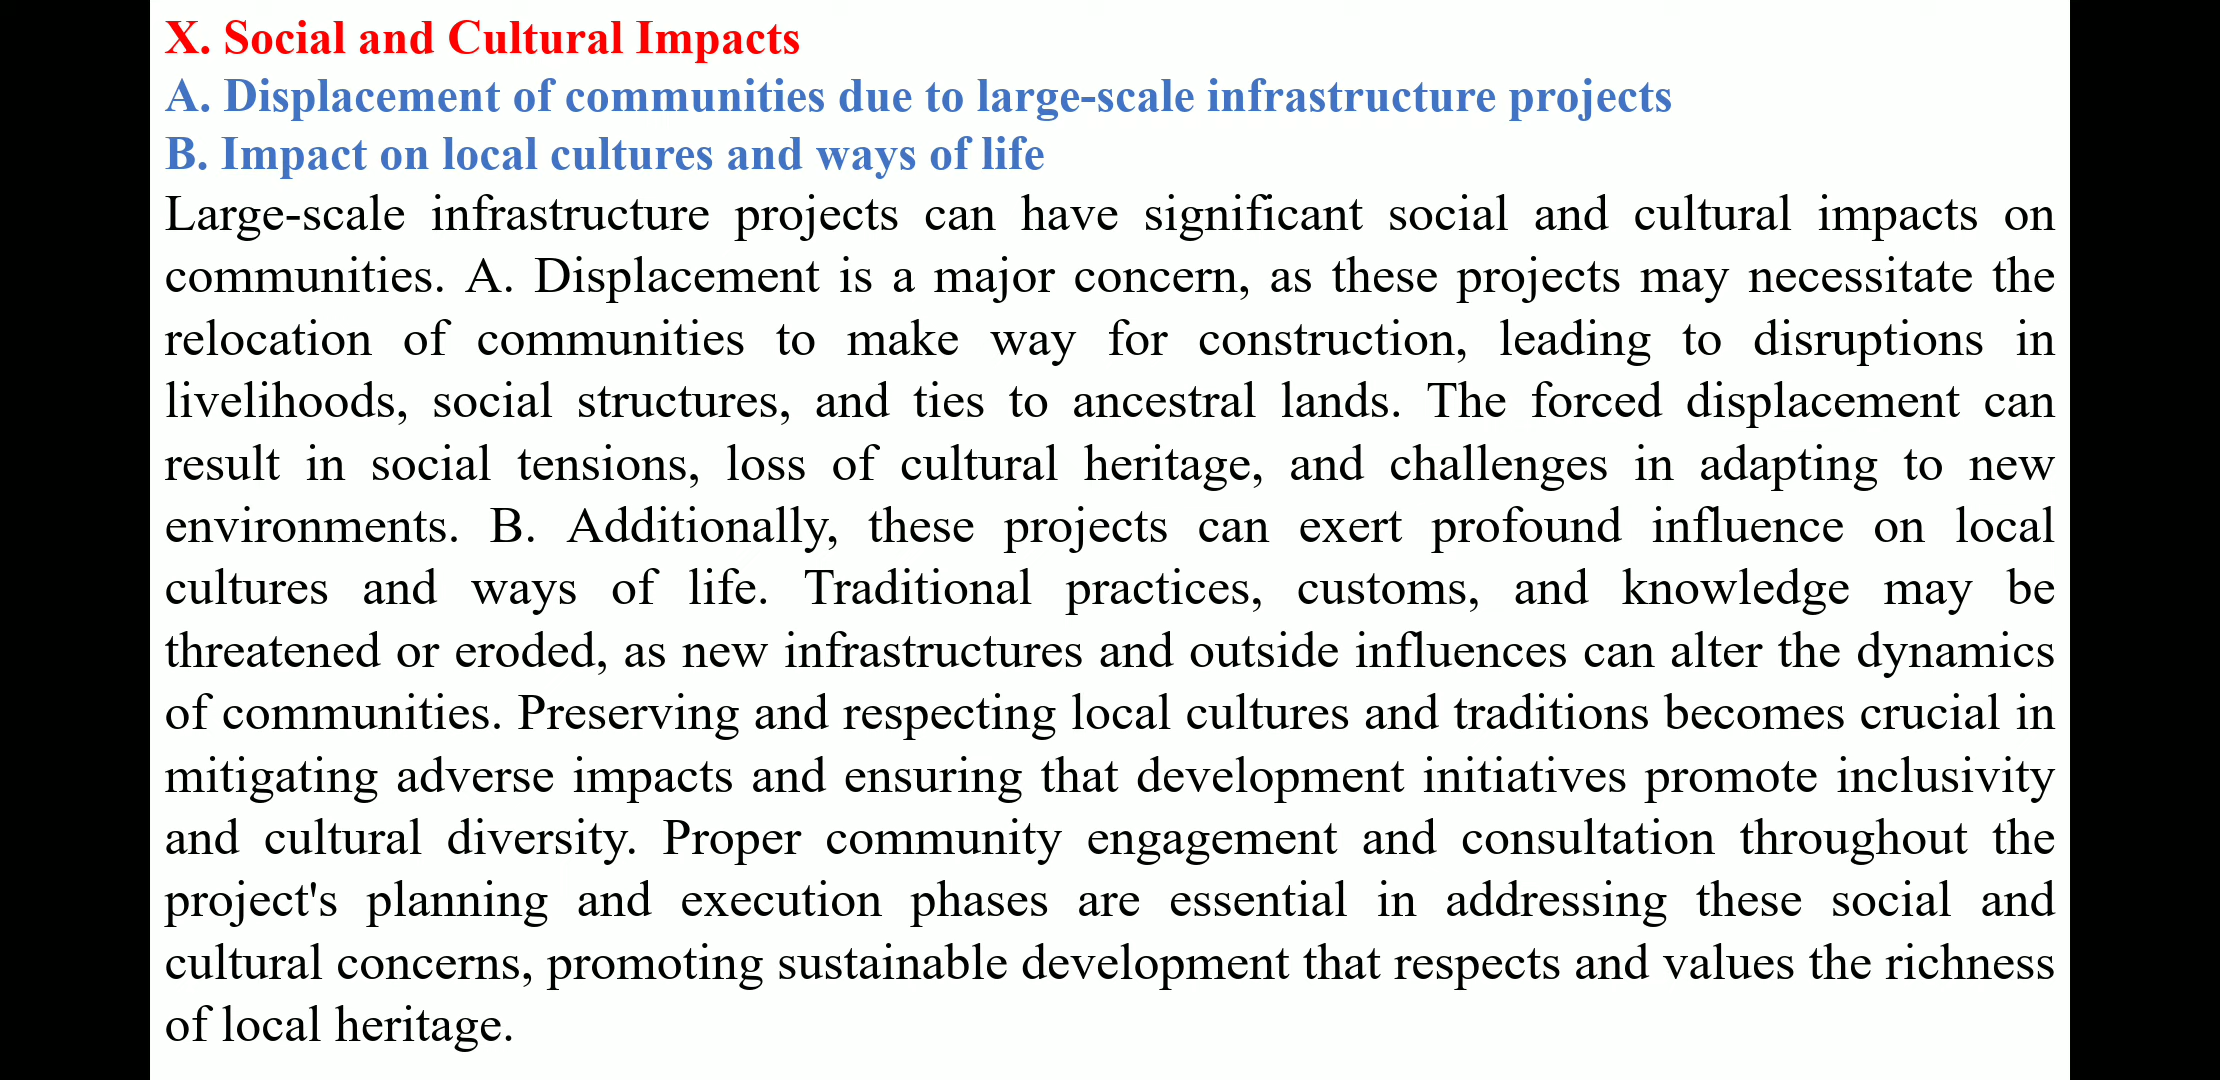 X. Social and Cultural Impacts
A. Displacement of communities due to large-scale infrastructure projects
B. Impact on local cultures and ways of life
Large-scale infrastructure projects can have significant social and cultural impacts on
communities. A. Displacement is a major concern, as these projects may necessitate the
relocation of communities to make way for construction, leading to disruptions in
livelihoods, social structures, and ties to ancestral lands. The forced displacement can
result in social tensions, loss of cultural heritage, and challenges in adapting to new
environments. B. Additionally, these projects can exert profound influence on local
cultures and ways of life. Traditional practices, customs, and knowledge may be
threatened or eroded, as new infrastructures and outside influences can alter the dynamics
of communities. Preserving and respecting local cultures and traditions becomes crucial in
mitigating adverse impacts and ensuring that development initiatives promote inclusivity
and cultural diversity. Proper community engagement and consultation throughout the
project's planning and execution phases are essential in addressing these social and
cultural concerns, promoting sustainable development that respects and values the richness
of local heritage.